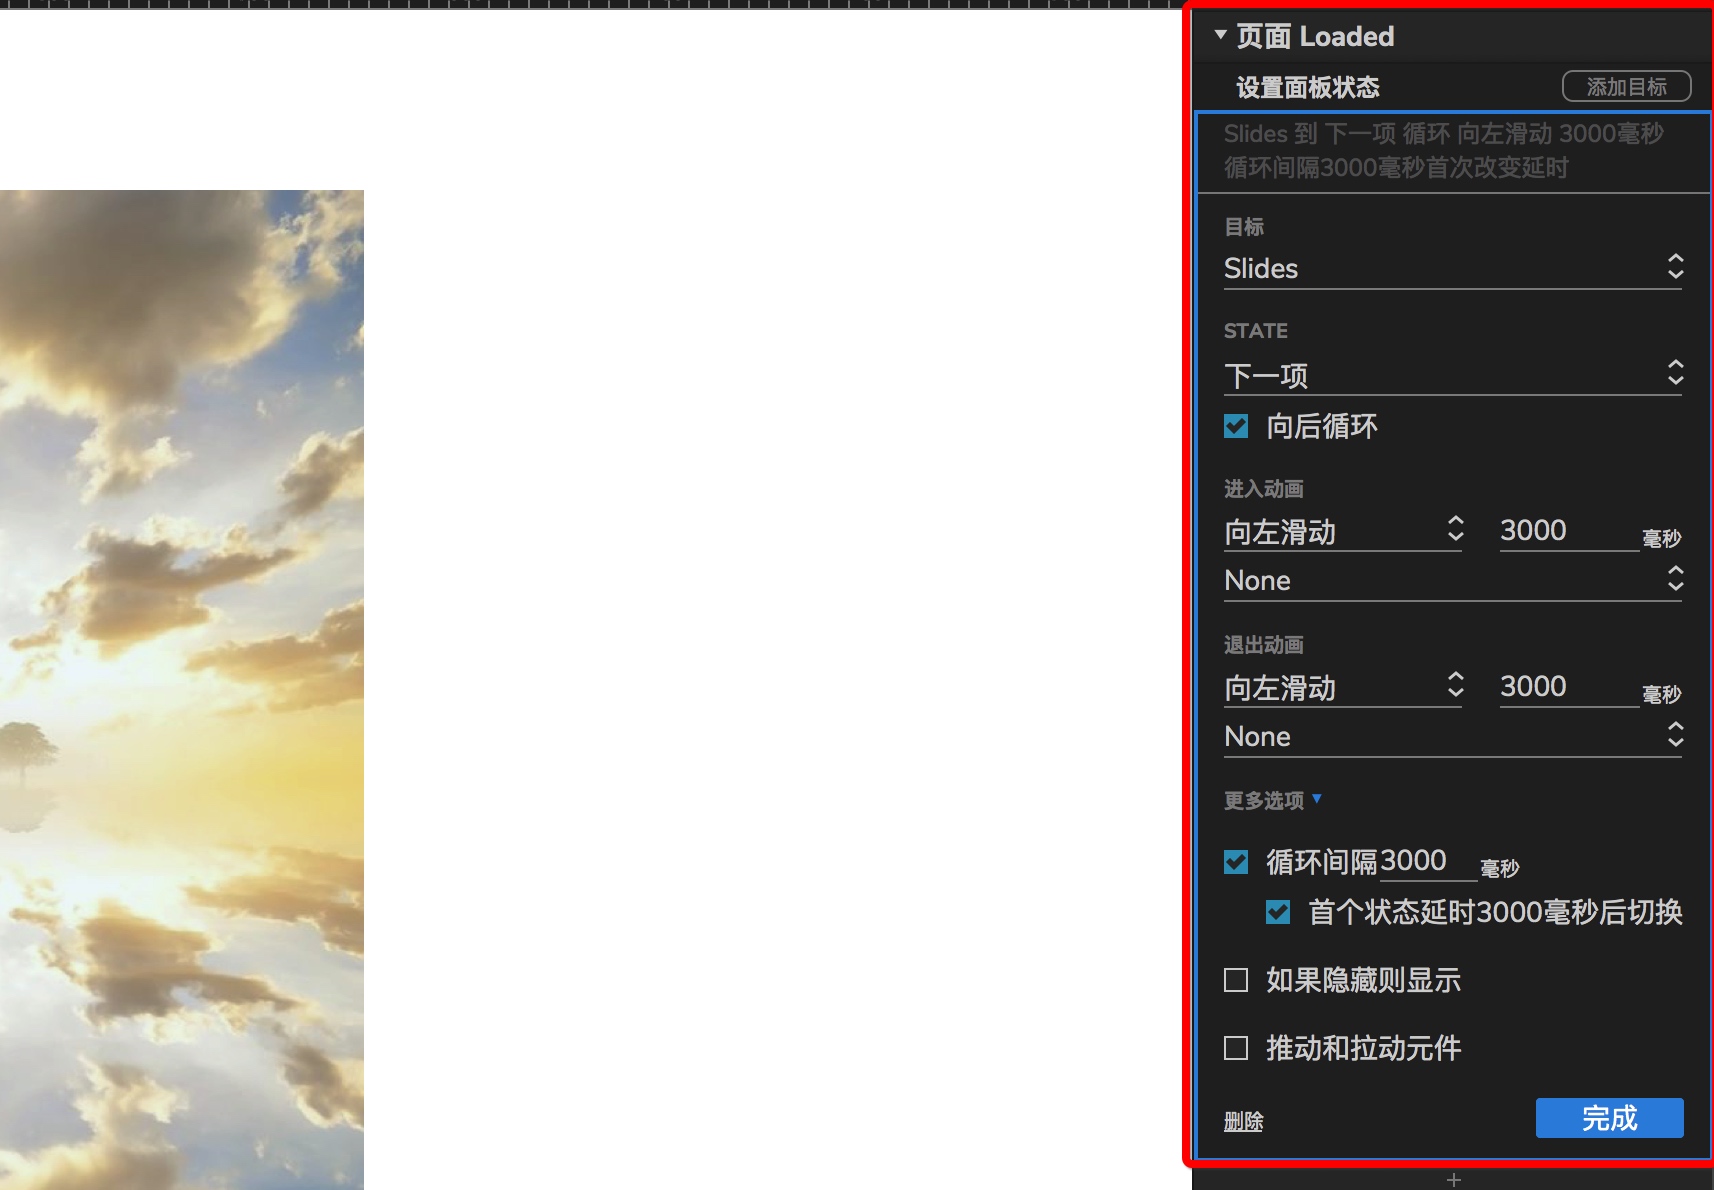 页面 Loaded
设置面板状态 添加目标
Slides 到 下一项 循环 向左滑动 3000毫秒
循环间隔3000毫秒首次改变延时
目标
Slides
STATE
下一项
向后循环
进入动画
向左滑动 3000 毫秒
None
退出动画
向左滑动 3000 毫秒
None
更多选项
循环间隔3000 毫秒
首个状态延时3000毫秒后切换
如果隐藏则显示
推动和拉动元件
删除 完成